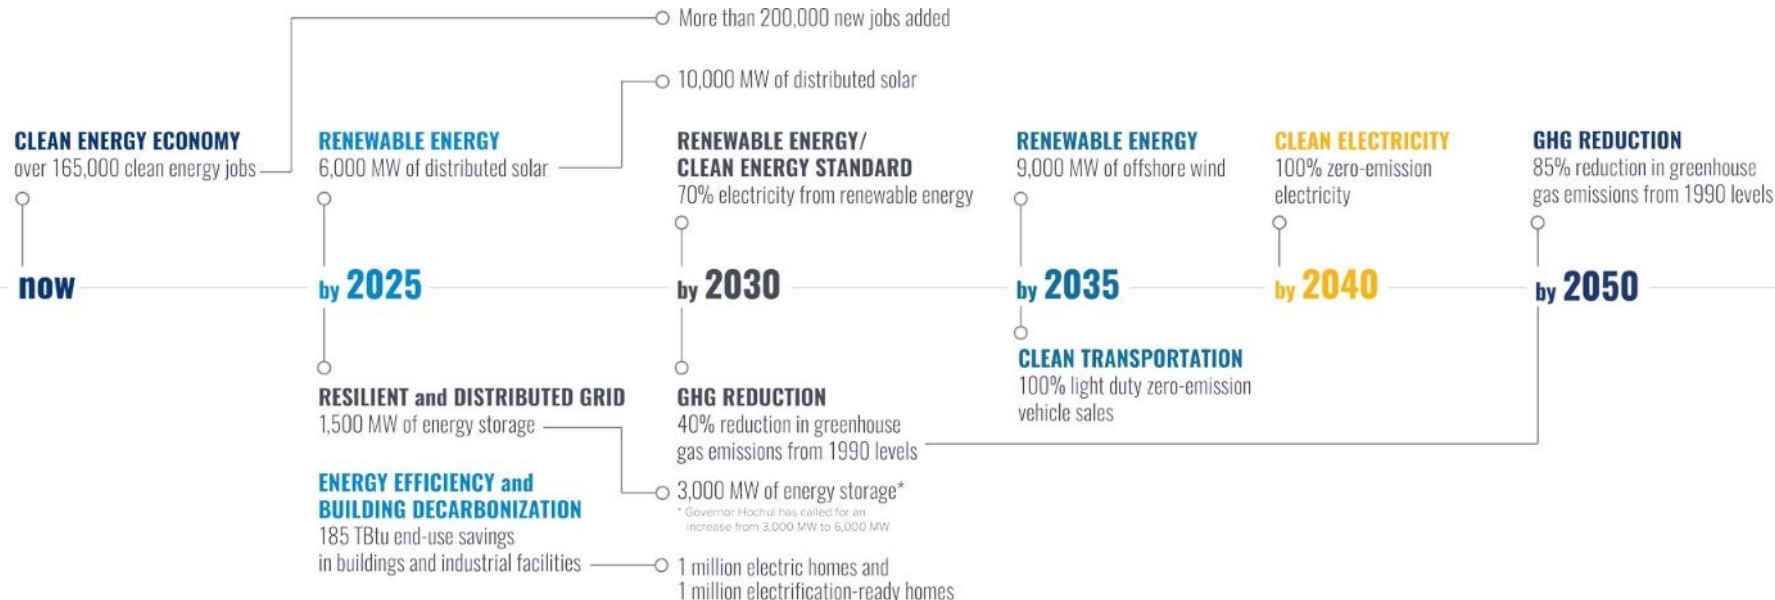 More than 200,000 new jobs added
10,000 MW of distributed solar
CLEAN ENERGY ECONOMY
over 165,000 clean energy jobs
RENEWABLE ENERGY
6,000 MW of distributed solar
RENEWABLE ENERGY/
CLEAN ENERGY STANDARD
70% electricity from renewable energy
RENEWABLE ENERGY
9,000 MW of offshore wind
CLEAN ELECTRICITY
100% zero-emission
electricity
GHG REDUCTION
85% reduction in greenhouse
gas emissions from 1990 levels
now
by 2025
by 2030
by 2035
by 2040
by 2050
RESILIENT and DISTRIBUTED GRID
1,500 MW of energy storage
ENERGY EFFICIENCY and
BUILDING DECARBONIZATION
185 TBtu end-use savings
in buildings and industrial facilities
GHG REDUCTION
40% reduction in greenhouse
gas emissions from 1990 levels
3,000 MW of energy storage*
* Governor Hochul has called for an
increase from 3,000 MW to 6,000 MW
1 million electric homes and
1 million electrification-ready homes
CLEAN TRANSPORTATION
100% light duty zero-emission
vehicle sales